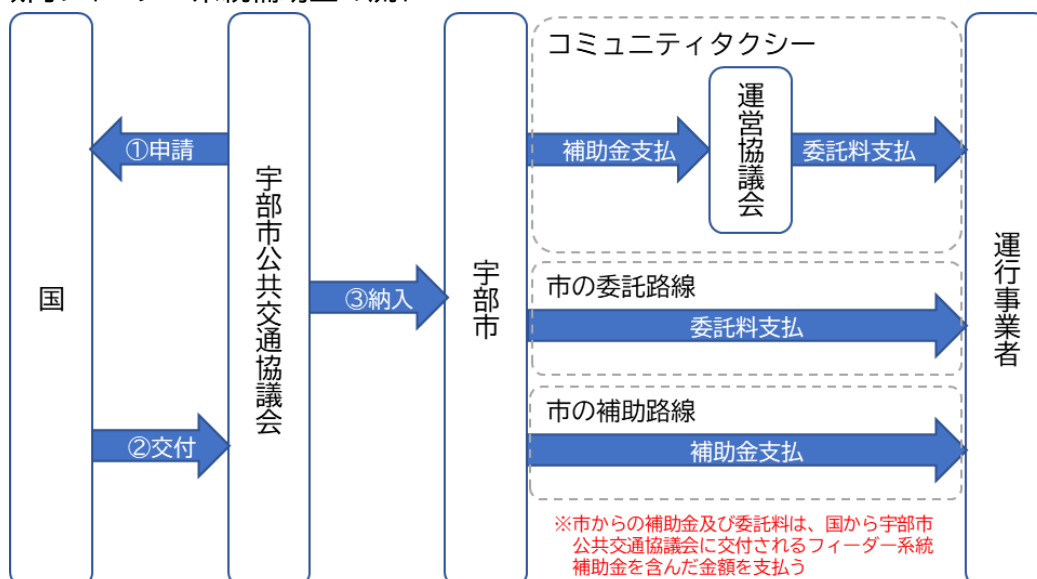 コミュニティタクシー
運営協議会
①申請
補助金支払
委託料支払
国
宇部市公共交通協議会
③納入
宇部市
市の委託路線
委託料支払
運行事業者
市の補助路線
②交付
補助金支払
※市からの補助金及び委託料は、国から宇部市
公共交通協議会に交付されるフィーダー系統
補助金を含んだ金額を支払う